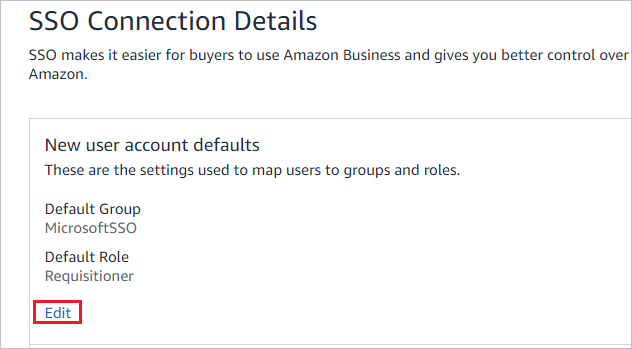 SSO Connection Details
SSO makes it easier for buyers to use Amazon Business and gives you better control over
Amazon.
New user account defaults
These are the settings used to map users to groups and roles.
Default Group
MicrosoftSSO
Default Role
Requisitioner
Edit